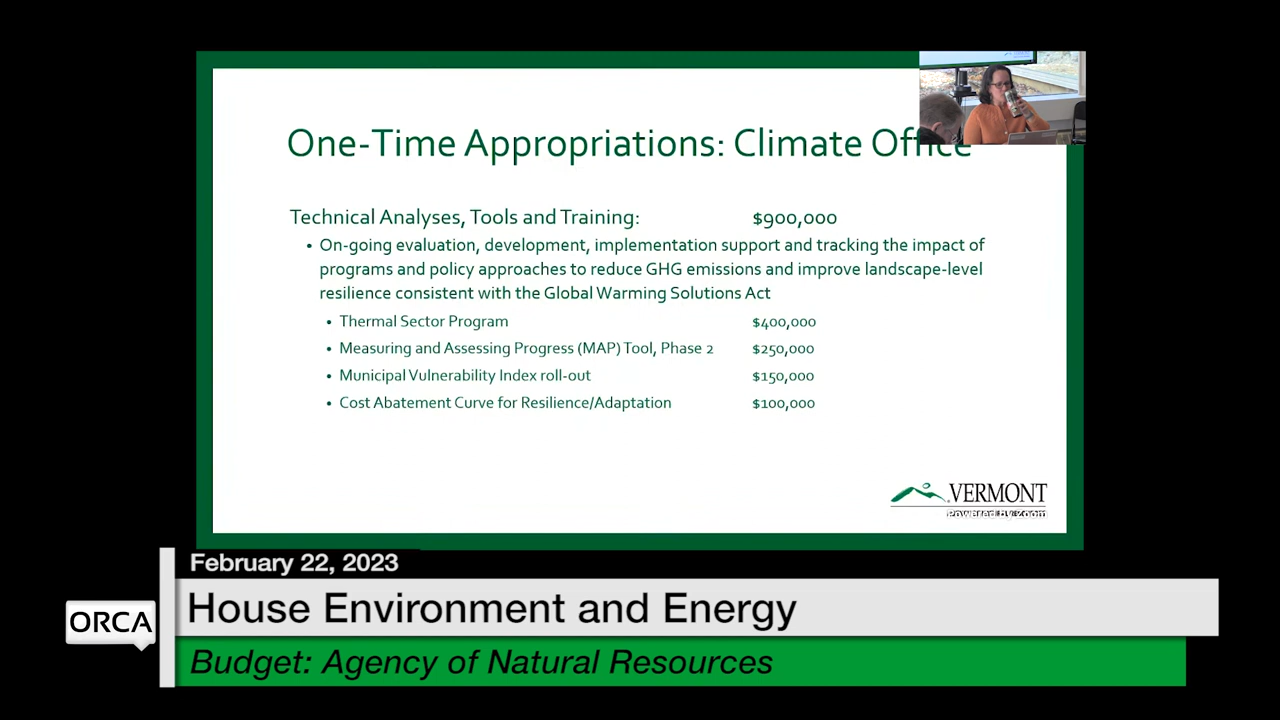 One-Time Appropriations: Climate Office
Technical Analyses, Tools and Training: $900,000
• On-going evaluation, development, implementation support and tracking the impact of
programs and policy approaches to reduce GHG emissions and improve landscape-level
resilience consistent with the Global Warming Solutions Act
• Thermal Sector Program $400,000
• Measuring and Assessing Progress (MAP) Tool, Phase 2 $250,000
• Municipal Vulnerability Index roll-out $150,000
• Cost Abatement Curve for Resilience/Adaptation $100,000
VERMONT
Powered by Zoom
February 22, 2023
House Environment and Energy
ORCA
Budget: Agency of Natural Resources